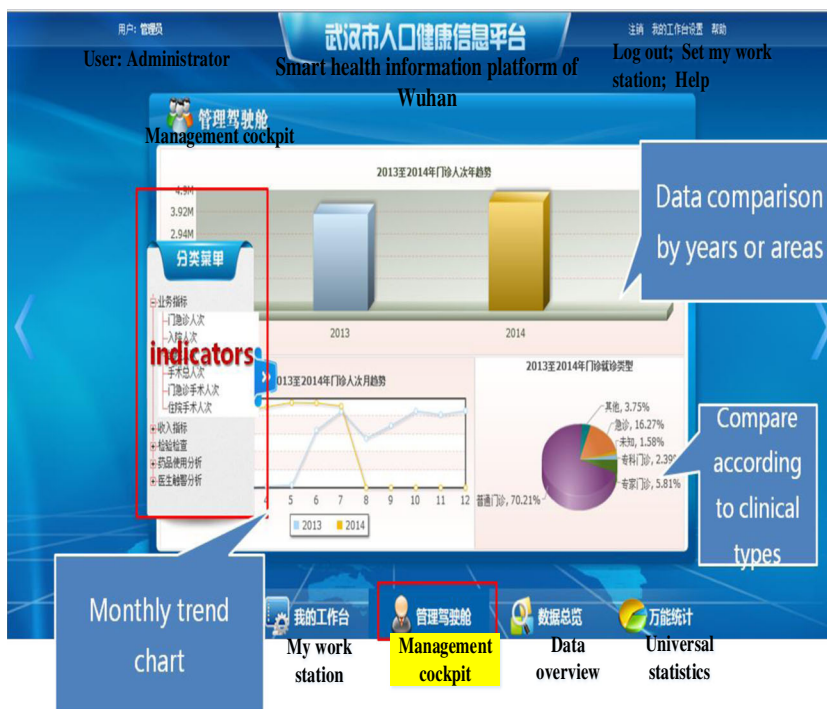 用户: 管理员
武汉市人口健康信息平台
注销 我的工作台设置 帮助
User: Administrator
Smart health information platform of
Wuhan
Log out; Set my work
station; Help
管理驾驶舱
Management cockpit
2013至2014年门诊人次年趋势
4.9M
3.92M
2.94M
2013
2014
Data comparison
by years or areas
分类菜单
业务指标
门急诊人次
入院人次
indicators
手术总人次
门急诊手术人次
住院手术人次
收入指标
检验检查
药品使用分析
2013至2014年门诊人次月趋势
4 5 6 7 8 9 10 11 12
2013 2014
2013至2014年门诊就诊类型
其他, 3.75%
急诊, 16.27%
未知, 1.58%
专科门诊, 2.39%
专家门诊, 5.81%
普通门诊, 70.21%
Compare
according
to clinical
types
Monthly trend
chart
我的工作台
管理驾驶舱
数据总览
万能统计
My work
station
Management
cockpit
Data
overview
Universal
statistics